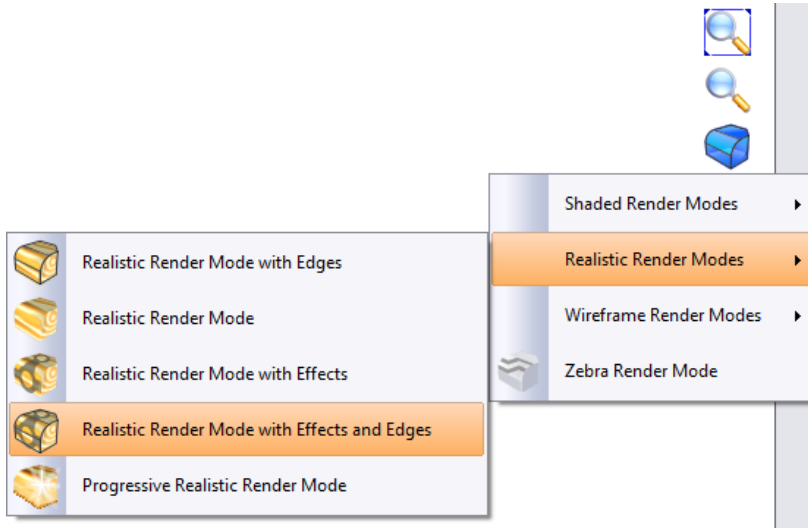 Shaded Render Modes
Realistic Render Modes
Wireframe Render Modes
Zebra Render Mode
Realistic Render Mode with Edges
Realistic Render Mode
Realistic Render Mode with Effects
Realistic Render Mode with Effects and Edges
Progressive Realistic Render Mode